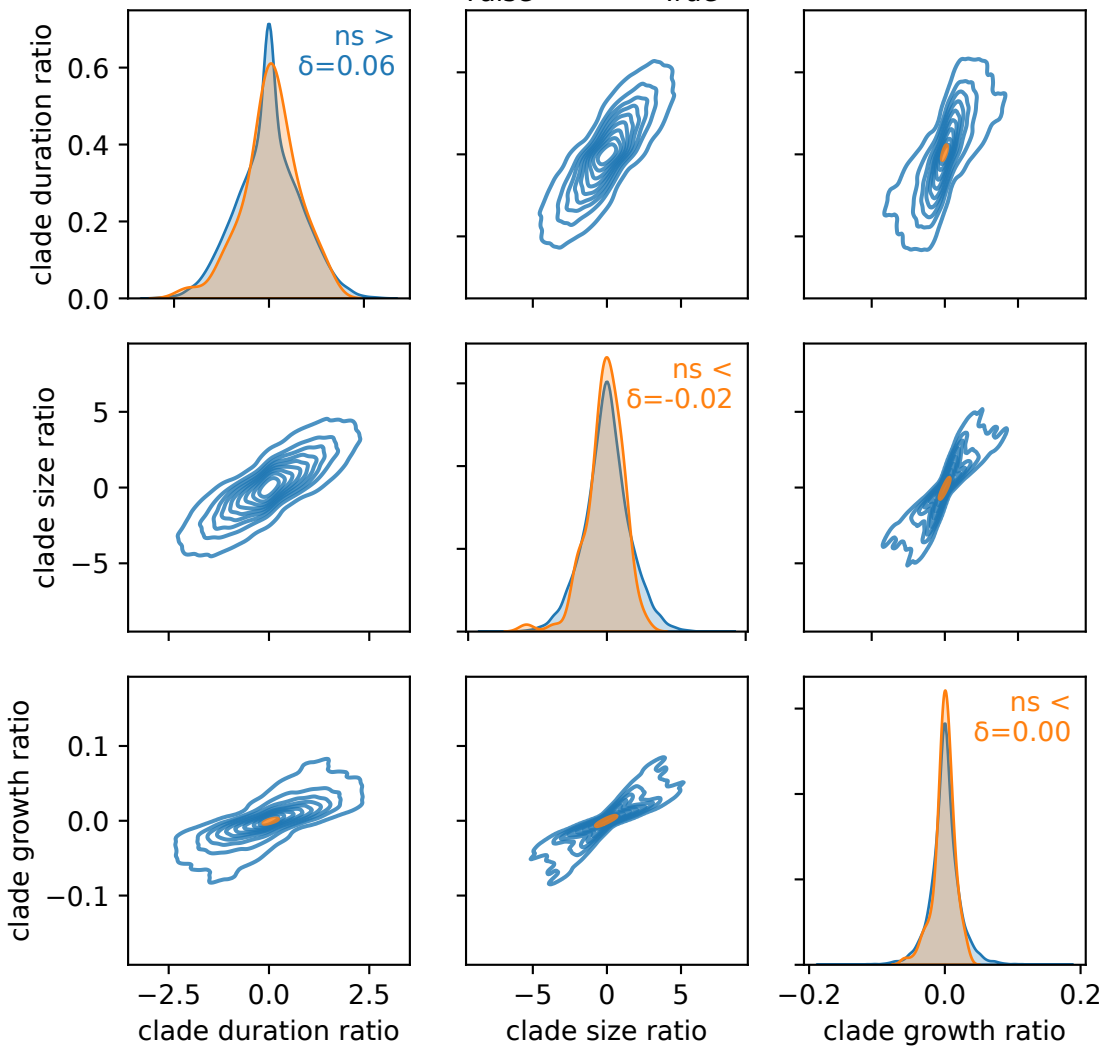 ns >
δ=0.06
clade duration ratio
0.6
0.4
0.2
0.0
−5 0 5
ns <
δ=-0.02
clade size ratio
5
0
−5
ns <
δ=0.00
clade growth ratio
0.1
0.0
−0.1
−2.5 0.0 2.5
−5 0 5
−0.2 0.0 0.2
clade duration ratio
clade size ratio
clade growth ratio